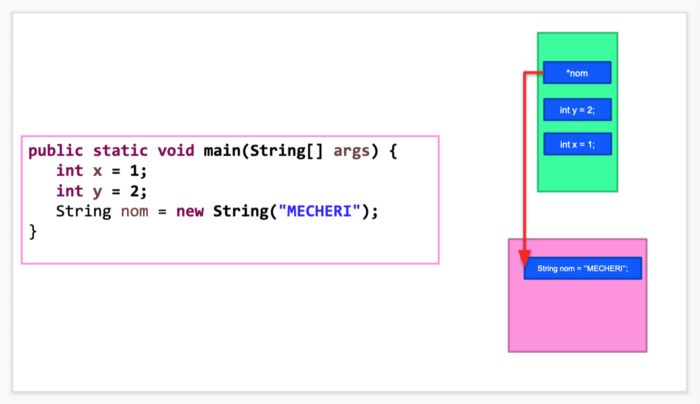 public static void main(String[] args) {
int x = 1;
int y = 2;
String nom = new String("MECHERI");
}
*nom
int y = 2;
int x = 1;
String nom = "MECHERI";